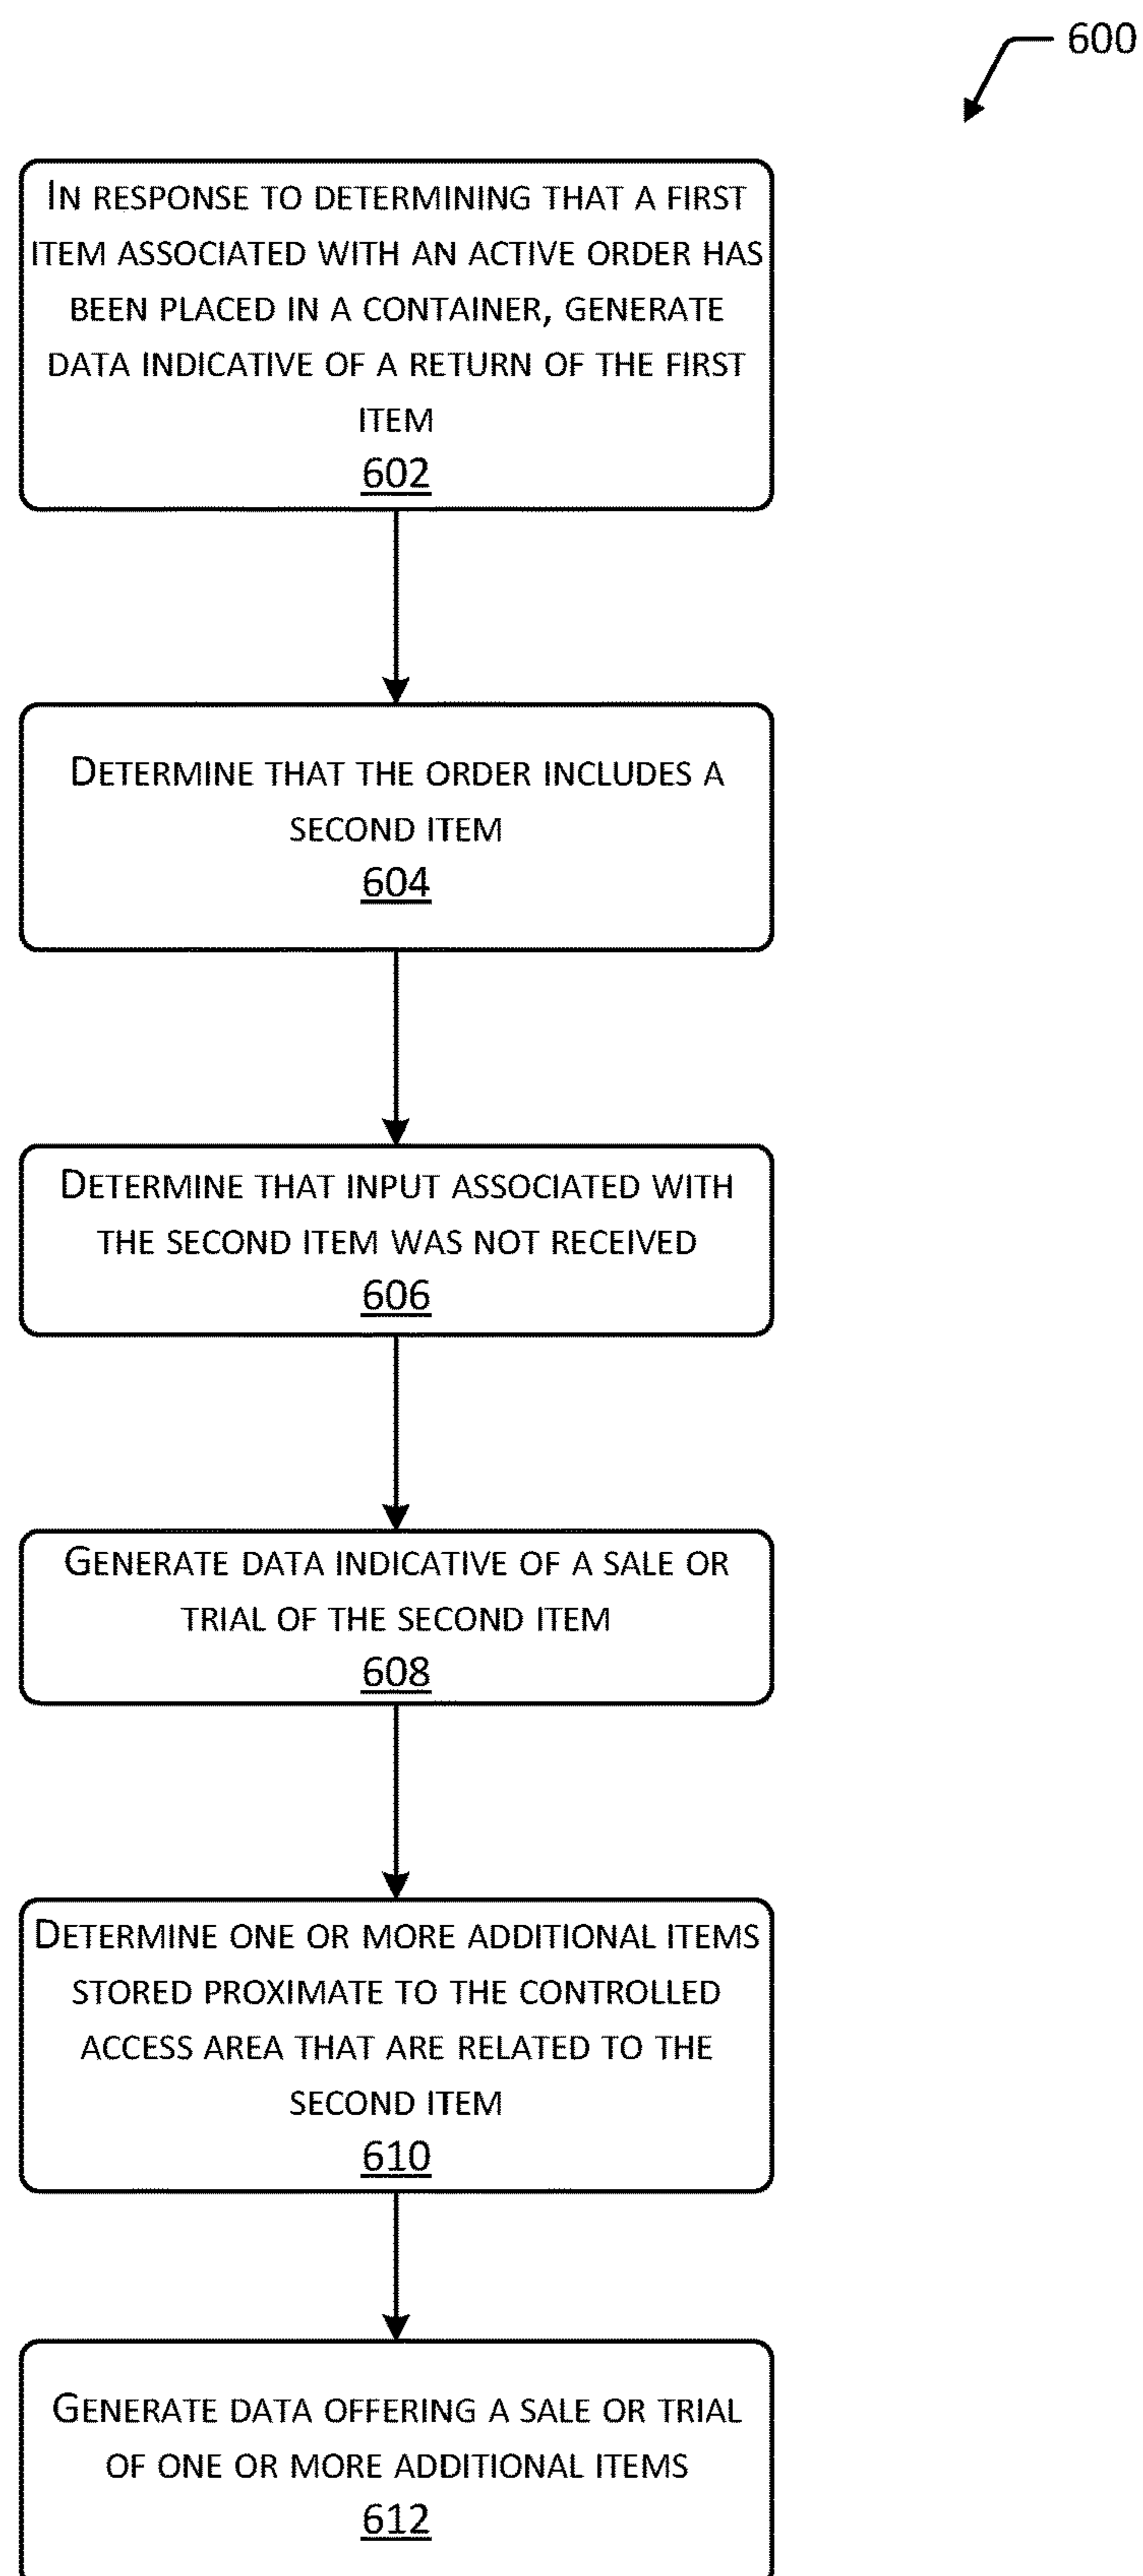 600
IN RESPONSE TO DETERMINING THAT A FIRST
ITEM ASSOCIATED WITH AN ACTIVE ORDER HAS
BEEN PLACED IN A CONTAINER, GENERATE
DATA INDICATIVE OF A RETURN OF THE FIRST
ITEM
602
DETERMINE THAT THE ORDER INCLUDES A
SECOND ITEM
604
DETERMINE THAT INPUT ASSOCIATED WITH
THE SECOND ITEM WAS NOT RECEIVED
606
GENERATE DATA INDICATIVE OF A SALE OR
TRIAL OF THE SECOND ITEM
608
DETERMINE ONE OR MORE ADDITIONAL ITEMS
STORED PROXIMATE TO THE CONTROLLED
ACCESS AREA THAT ARE RELATED TO THE
SECOND ITEM
610
GENERATE DATA OFFERING A SALE OR TRIAL
OF ONE OR MORE ADDITIONAL ITEMS
612